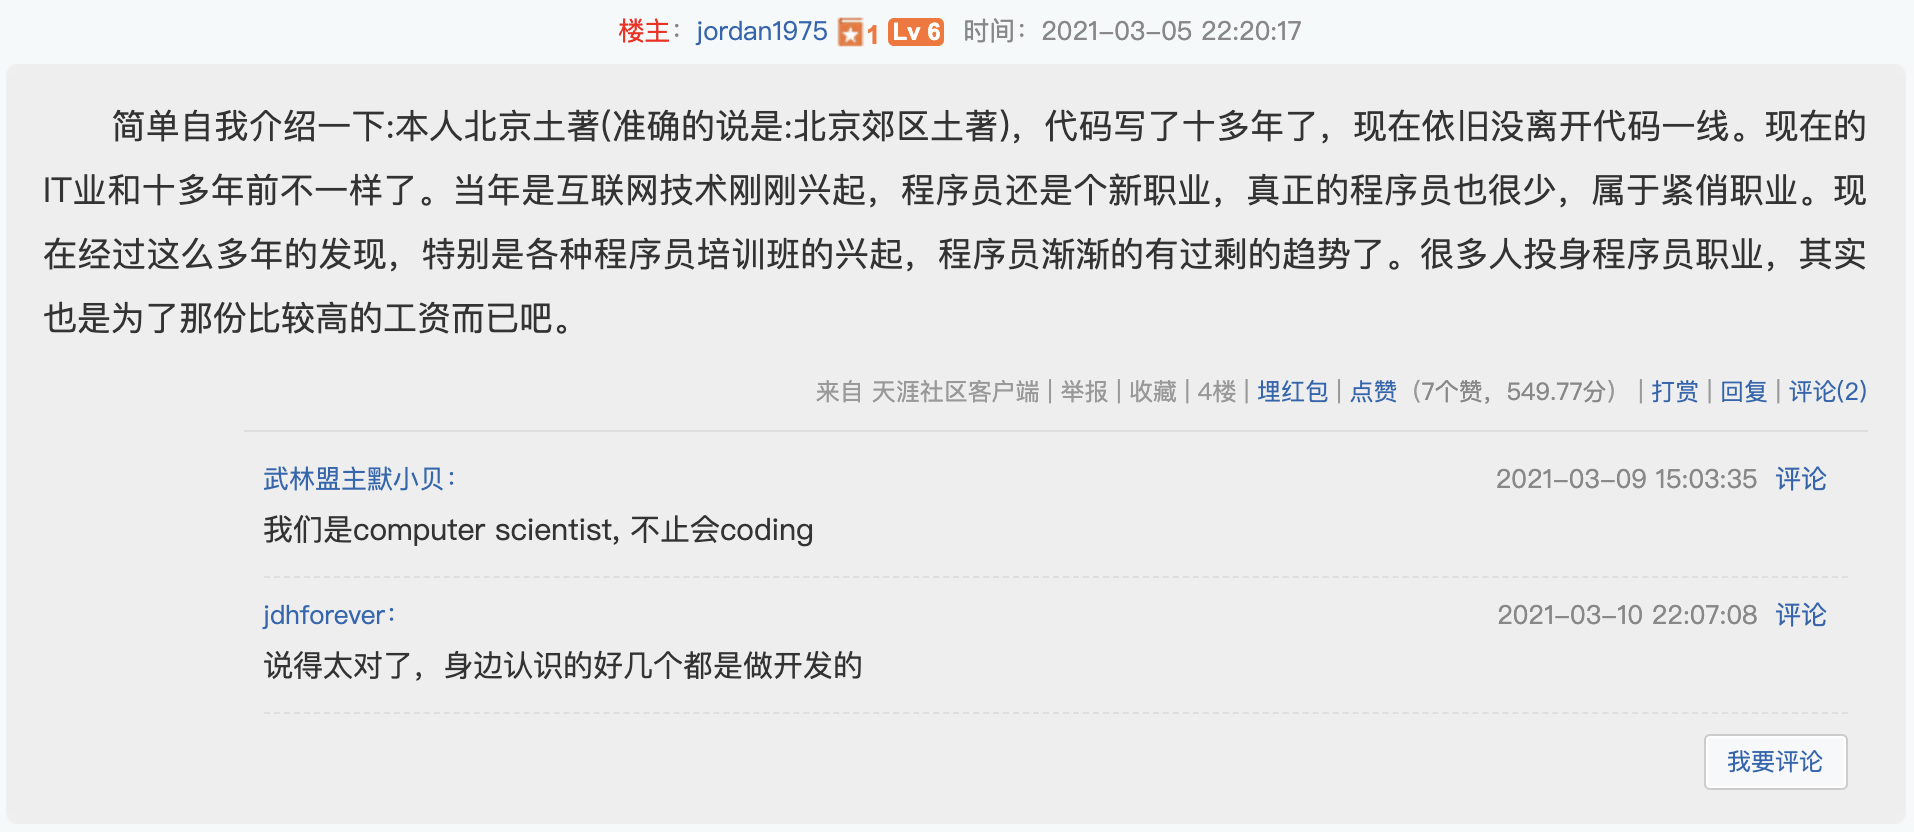 楼主：jordan1975 1 Lv 6 时间：2021-03-05 22:20:17
简单自我介绍一下:本人北京土著(准确的说是:北京郊区土著)，代码写了十多年了，现在依旧没离开代码一线。现在的
IT业和十多年前不一样了。当年是互联网技术刚刚兴起，程序员还是个新职业，真正的程序员也很少，属于紧俏职业。现
在经过这么多年的发现，特别是各种程序员培训班的兴起，程序员渐渐的有过剩的趋势了。很多人投身程序员职业，其实
也是为了那份比较高的工资而已吧。
来自 天涯社区客户端 | 举报 | 收藏 | 4楼 | 埋红包 | 点赞（7个赞，549.77分） | 打赏 | 回复 | 评论(2)
武林盟主默小贝： 2021-03-09 15:03:35 评论
我们是computer scientist, 不止会coding
jdhforever： 2021-03-10 22:07:08 评论
说得太对了，身边认识的好几个都是做开发的
我要评论